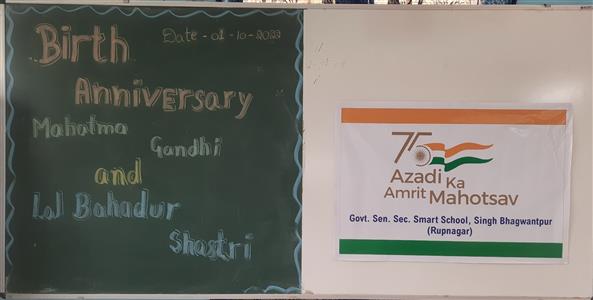 Birth
Date - 01-10-2022
Anniversary
Mahatma
Gandhi
and
Lal Bahadur
Shastri
75
Azadi Ka
Amrit Mahotsav
Govt. Sen. Sec. Smart School, Singh Bhagwantpur
(Rupnagar)